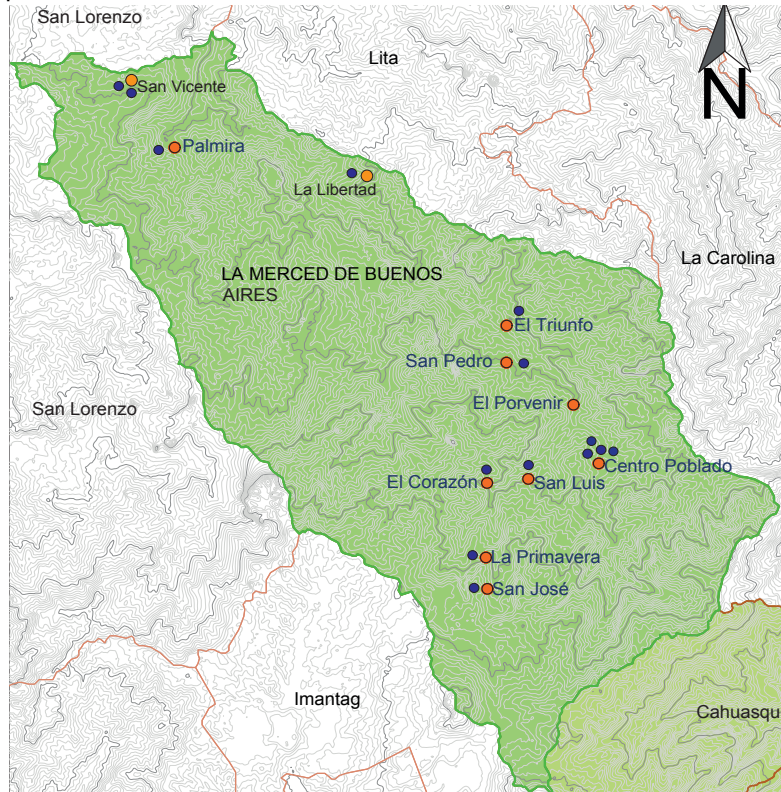 San Lorenzo
Lita
N
San Vicente
Palmira
La Libertad
La Carolina
LA MERCED DE BUENOS
AIRES
El Triunfo
San Pedro
El Porvenir
San Lorenzo
Centro Poblado
El Corazón
San Luis
La Primavera
San José
Imantag
Cahuasqu